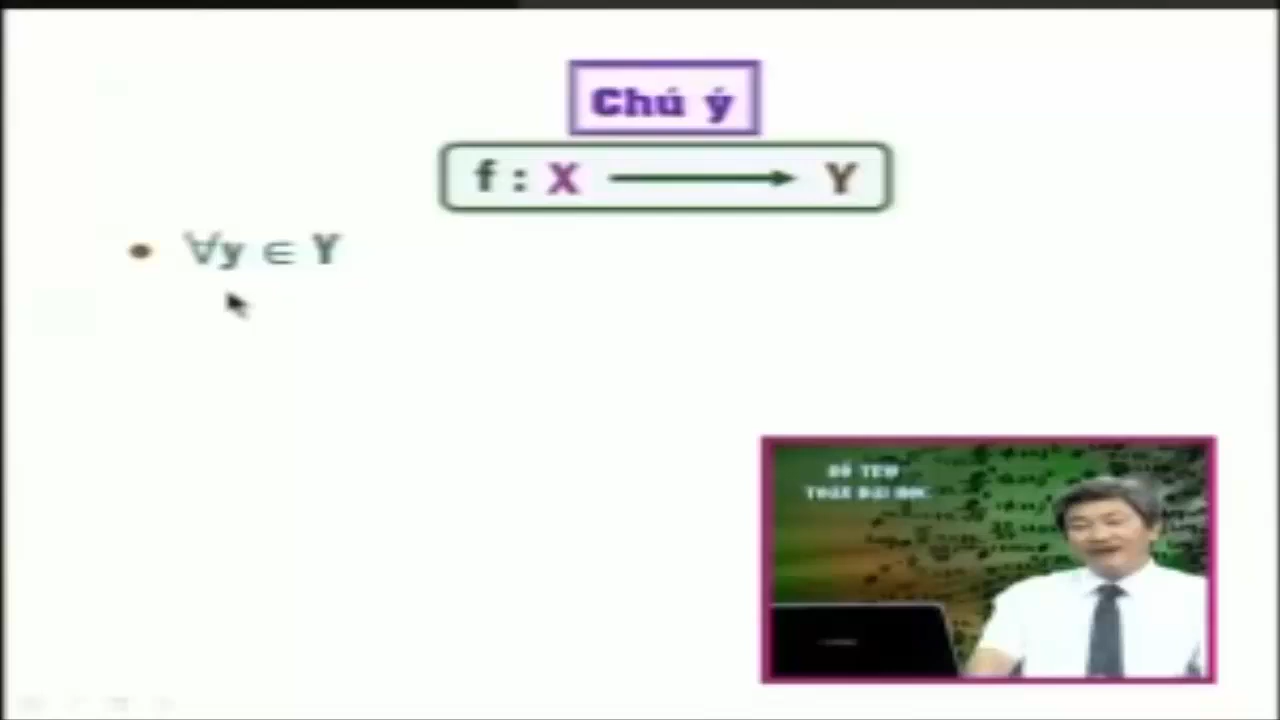 Chú ý
f : X ⟶ Y
• ∀y ∈ Y